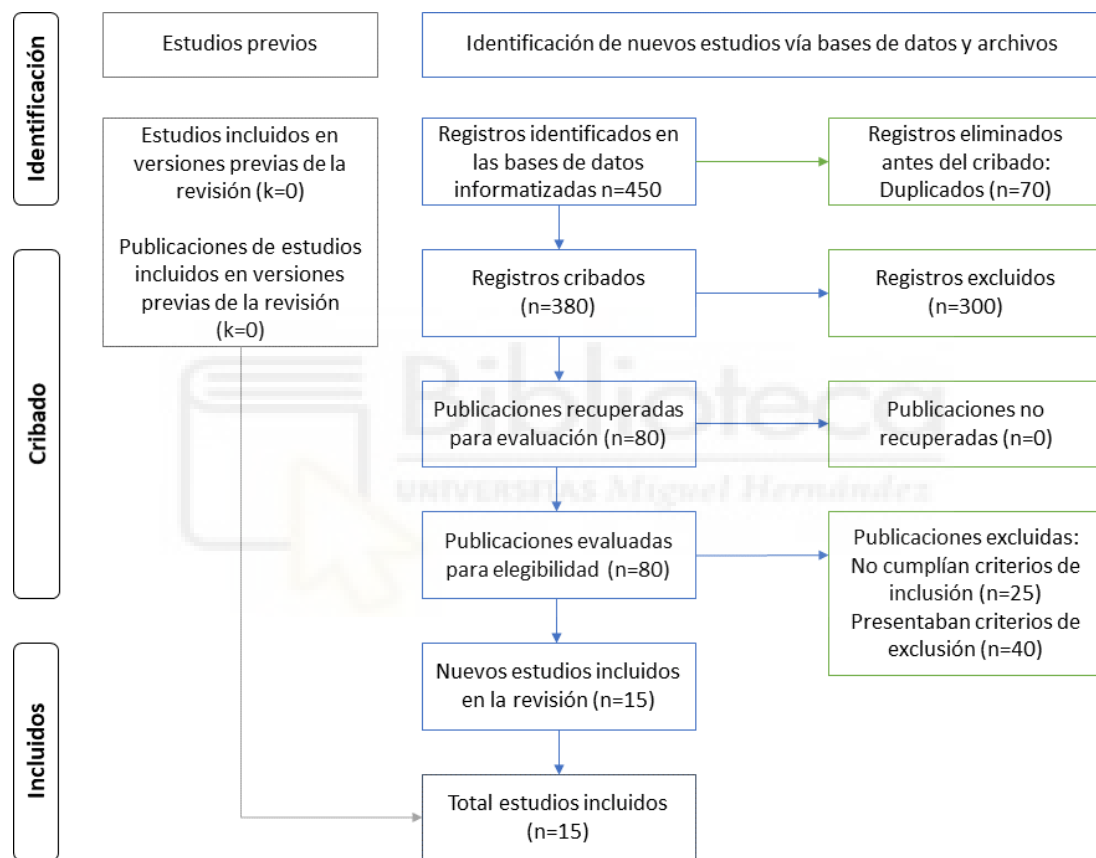 Identificación
Estudios previos
Identificación de nuevos estudios vía bases de datos y archivos
Estudios incluidos en
versiones previas de la
revisión (k=0)
Publicaciones de estudios
incluidos en versiones
previas de la revisión
(k=0)
Registros identificados en
las bases de datos
informatizadas n=450
Registros eliminados
antes del cribado:
Duplicados (n=70)
Cribado
Registros cribados
(n=380)
Registros excluidos
(n=300)
Publicaciones recuperadas
para evaluación (n=80)
Publicaciones no
recuperadas (n=0)
Publicaciones evaluadas
para elegibilidad (n=80)
Publicaciones excluidas:
No cumplían criterios de
inclusión (n=25)
Presentaban criterios de
exclusión (n=40)
Incluidos
Nuevos estudios incluidos
en la revisión (n=15)
Total estudios incluidos
(n=15)
Biblioteca
UNIVERSITAS Miguel Hernández